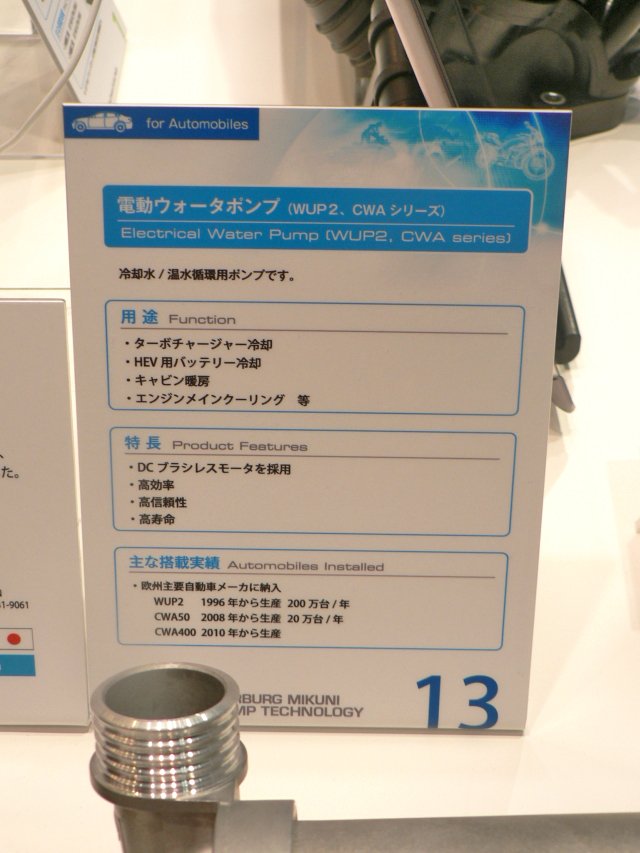 for Automobiles
電動ウォータポンプ（WUP2、CWA シリーズ）
Electrical Water Pump (WUP2, CWA series)
冷却水 / 温水循環用ポンプです。
用 途 Function
・ターボチャージャー冷却
・HEV 用バッテリー冷却
・キャビン暖房
・エンジンメインクーリング　等
特 長 Product Features
・DC ブラシレスモータを採用
・高効率
・高信頼性
・高寿命
主な搭載実績 Automobiles Installed
・欧州主要自動車メーカに納入
WUP2 1996 年から生産 200 万台 / 年
CWA50 2008 年から生産 20 万台 / 年
CWA400 2010 年から生産
RBURG MIKUNI
MP TECHNOLOGY
13
た。
1-9061